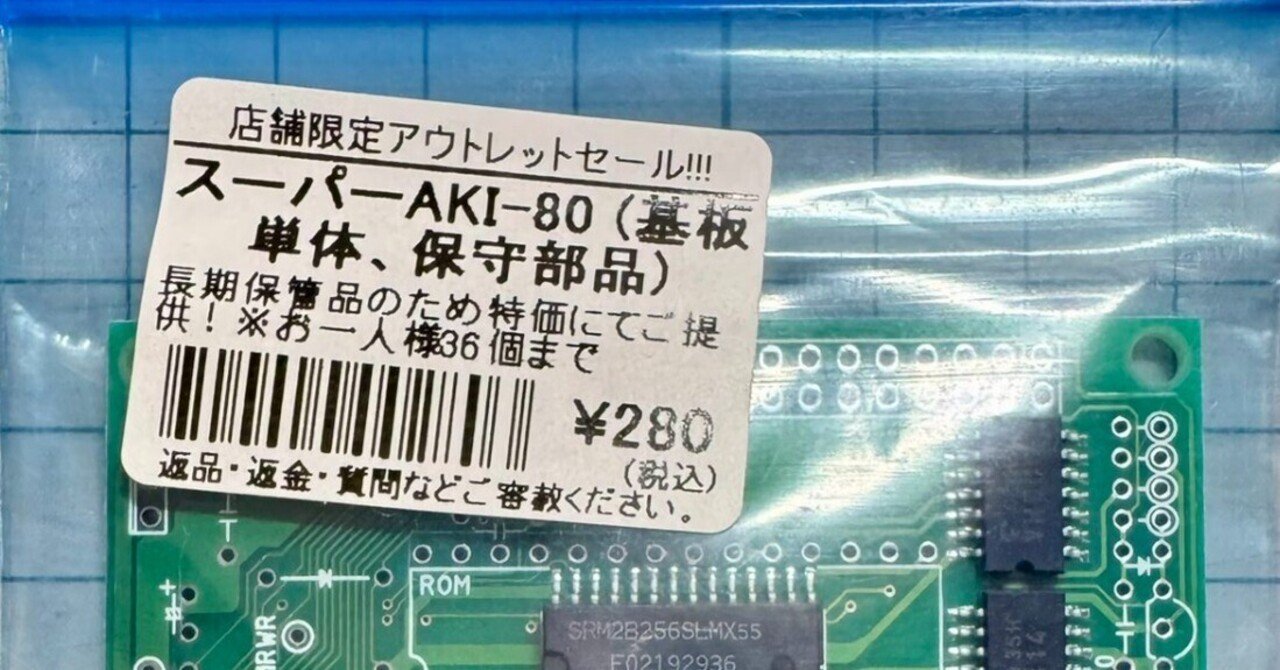 店舗限定アウトレットセール!!!
スーパーAKI-80（基板
単体、保守部品）
長期保管品のため特価にてご提
供！※お一人様36個まで
¥280
（税込）
返品・返金・質問などご容赦ください。
ROM
SRM2B256SLMX55
F02192936
RWR
14